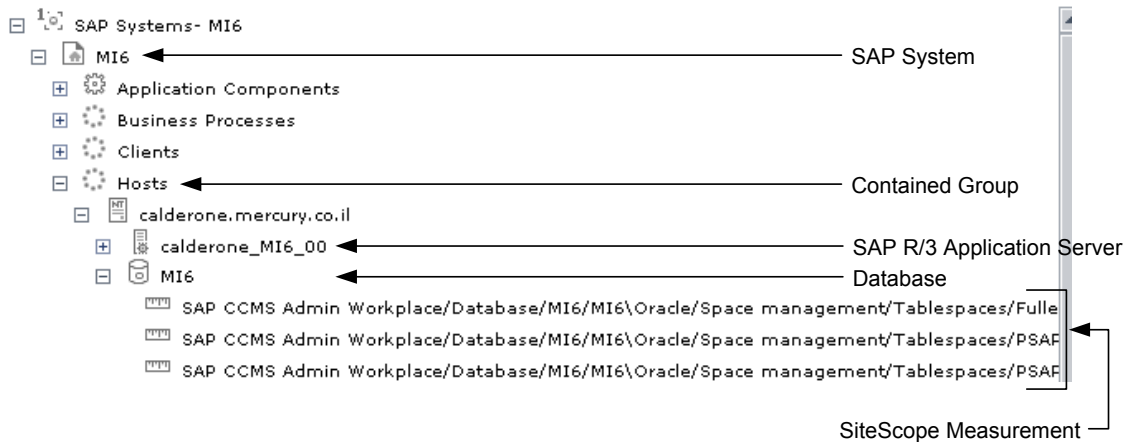 1 SAP Systems- MI6
MI6 SAP System
Application Components
Business Processes
Clients
Hosts Contained Group
NT calderone.mercury.co.il
calderone_MI6_00 SAP R/3 Application Server
MI6 Database
SAP CCMS Admin Workplace/Database/MI6/MI6\Oracle/Space management/Tablespaces/Fulle
SAP CCMS Admin Workplace/Database/MI6/MI6\Oracle/Space management/Tablespaces/PSAP
SAP CCMS Admin Workplace/Database/MI6/MI6\Oracle/Space management/Tablespaces/PSAP
SiteScope Measurement